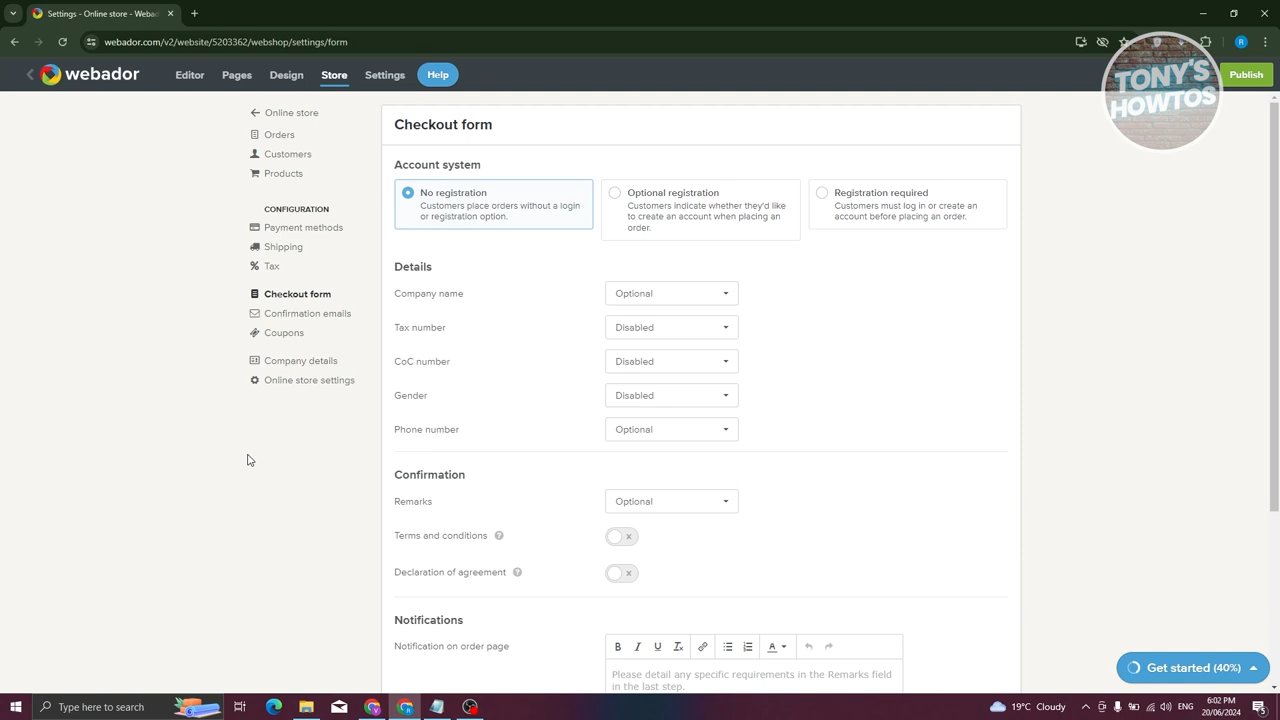 Settings - Online store - Webad
webador.com/v2/website/5203362/webshop/settings/form
R
webador
Editor
Pages
Design
Store
Settings
Help
Publish
TONY'S
HOWTOS
Online store
Orders
Customers
Products
CONFIGURATION
Payment methods
Shipping
Tax
Checkout form
Confirmation emails
Coupons
Company details
Online store settings
Checkout form
Account system
No registration
Customers place orders without a login
or registration option.
Optional registration
Customers indicate whether they'd like
to create an account when placing an
order.
Registration required
Customers must log in or create an
account before placing an order.
Details
Company name
Optional
Tax number
Disabled
CoC number
Disabled
Gender
Disabled
Phone number
Optional
Confirmation
Remarks
Optional
Terms and conditions ?
Declaration of agreement ?
Notifications
Notification on order page
B I U A
Please detail any specific requirements in the Remarks field
in the last step.
Get started (40%)
Type here to search
19°C Cloudy
ENG
6:02 PM
20/06/2024